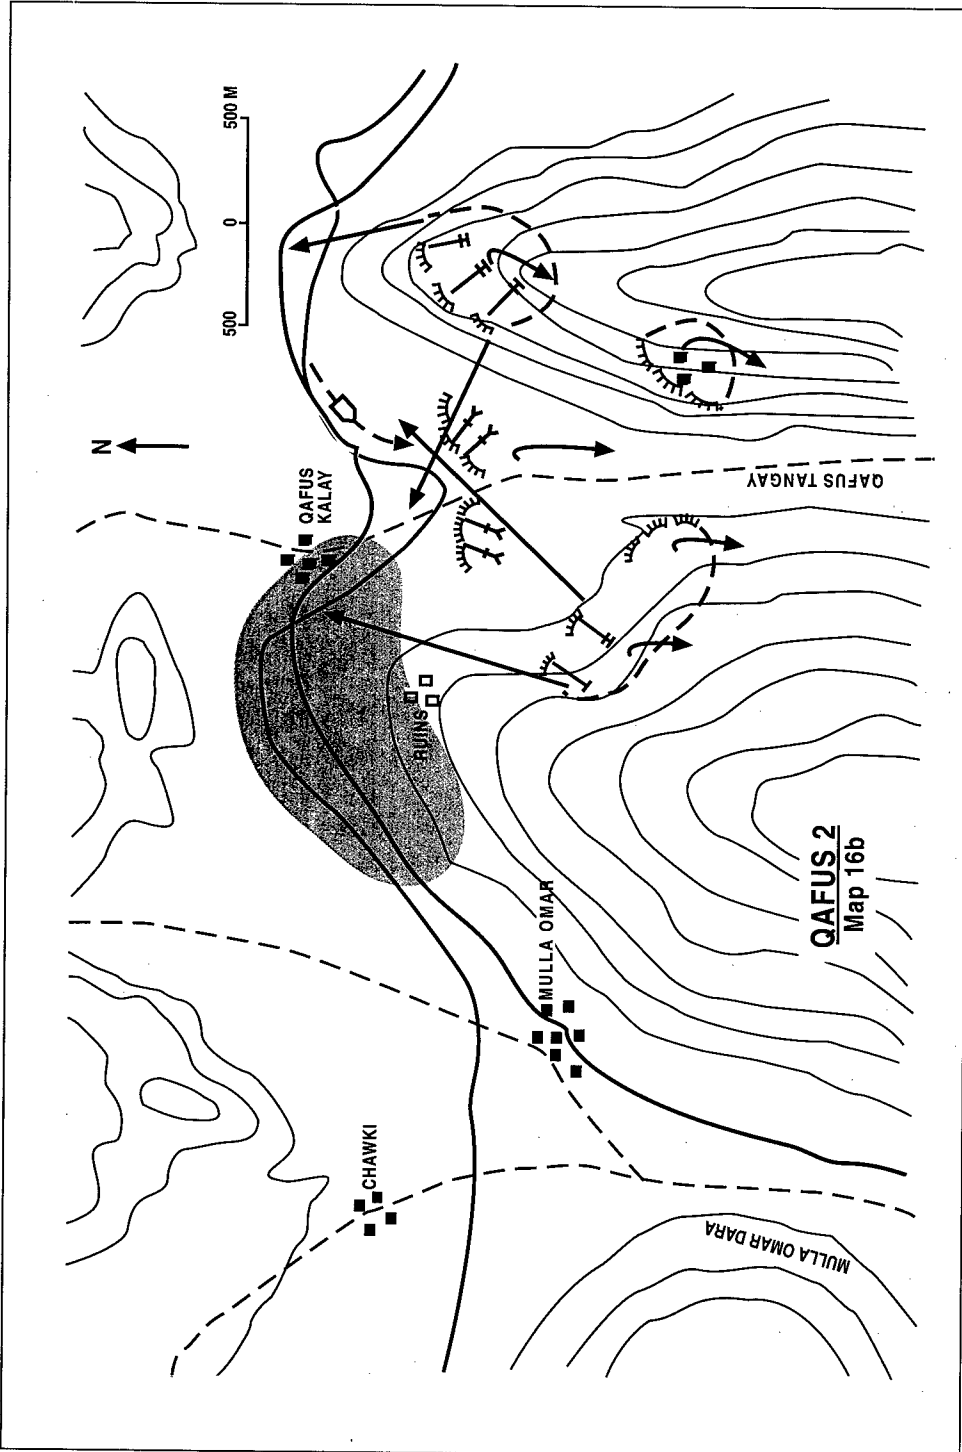 500 M
0
500
N
QAFUS
KALAY
QAFUS TANGAY
RUINS
MULLA OMAR
QAFUS 2
Map 16b
CHAWKI
MULLA OMAR DARA